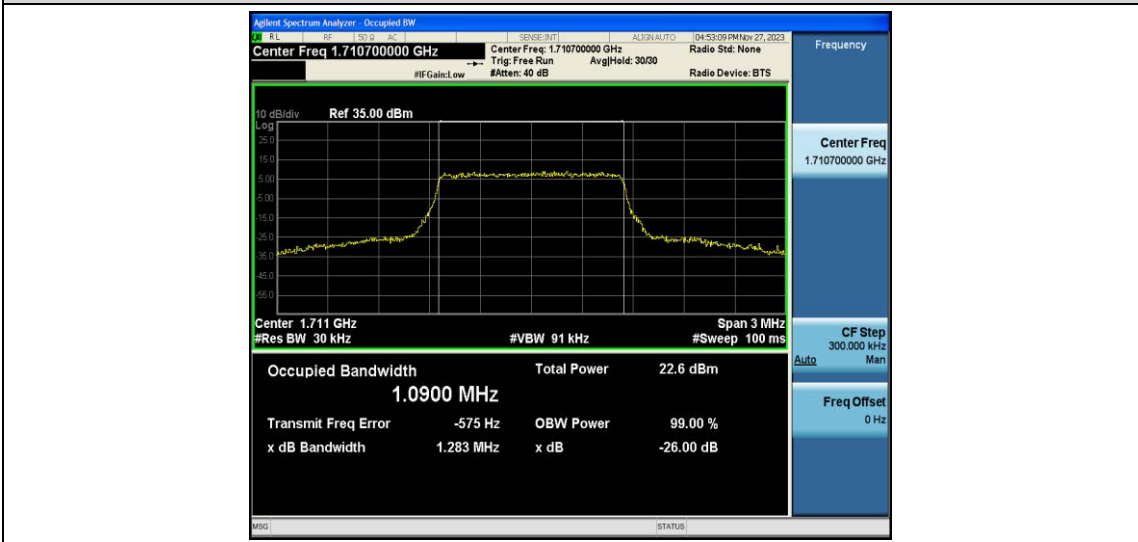 Agilent Spectrum Analyzer - Occupied BW
RL RF 50 Ω AC SENSE:INT ALIGN AUTO 04:53:09 PM Nov 27, 2023
Center Freq 1.710700000 GHz
Center Freq: 1.710700000 GHz
Radio Std: None
Trig: Free Run Avg|Hold: 30/30
#IFGain:Low #Atten: 40 dB Radio Device: BTS
10 dB/div Ref 35.00 dBm
Log
25.0
15.0
5.00
-5.00
-15.0
-25.0
-35.0
-45.0
-55.0
Center 1.711 GHz Span 3 MHz
#Res BW 30 kHz #VBW 91 kHz #Sweep 100 ms
Occupied Bandwidth Total Power 22.6 dBm
1.0900 MHz
Transmit Freq Error -575 Hz OBW Power 99.00 %
x dB Bandwidth 1.283 MHz x dB -26.00 dB
MSG STATUS
Frequency
Center Freq
1.710700000 GHz
CF Step
300.000 kHz
Auto Man
Freq Offset
0 Hz